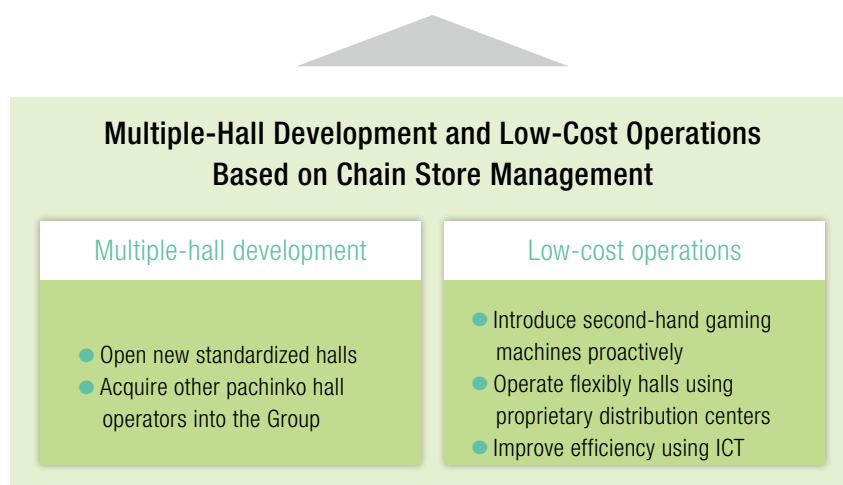 Multiple-Hall Development and Low-Cost Operations
Based on Chain Store Management
Multiple-hall development
● Open new standardized halls
● Acquire other pachinko hall
operators into the Group
Low-cost operations
● Introduce second-hand gaming
machines proactively
● Operate flexibly halls using
proprietary distribution centers
● Improve efficiency using ICT